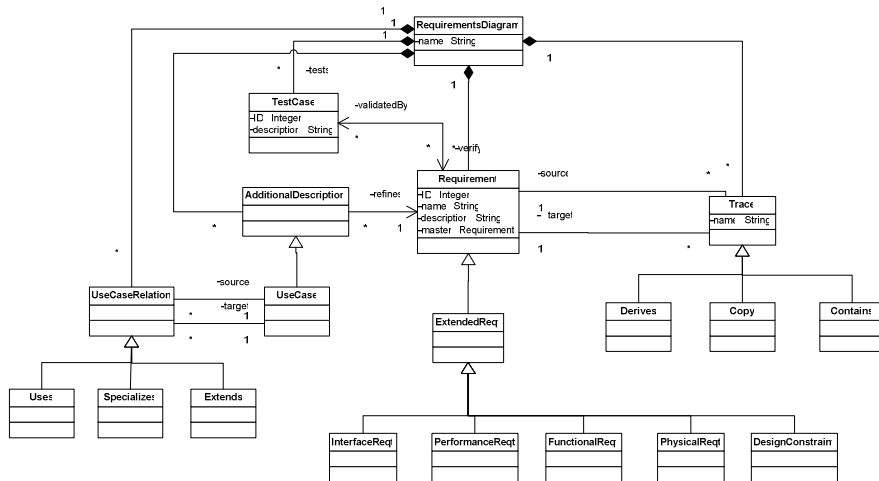 1
RequirementsDiagram
1
1
-name String
1
1
* -tests
TestCase
-ID Integer
-description String
-validatedBy
*
* *-verify
Requirement
-ID Integer
-name String
-description String
-master Requirement
-source
*
*
1
- target
1
*
Trace
-name String
AdditionalDescription
-refines
* * 1
*
UseCaseRelation
-source
-target
* 1
* 1
UseCase
Derives Copy Contains
ExtendedReqt
Uses Specializes Extends
InterfaceReqt PerformanceReqt FunctionalReqt PhysicalReqt DesignConstraint